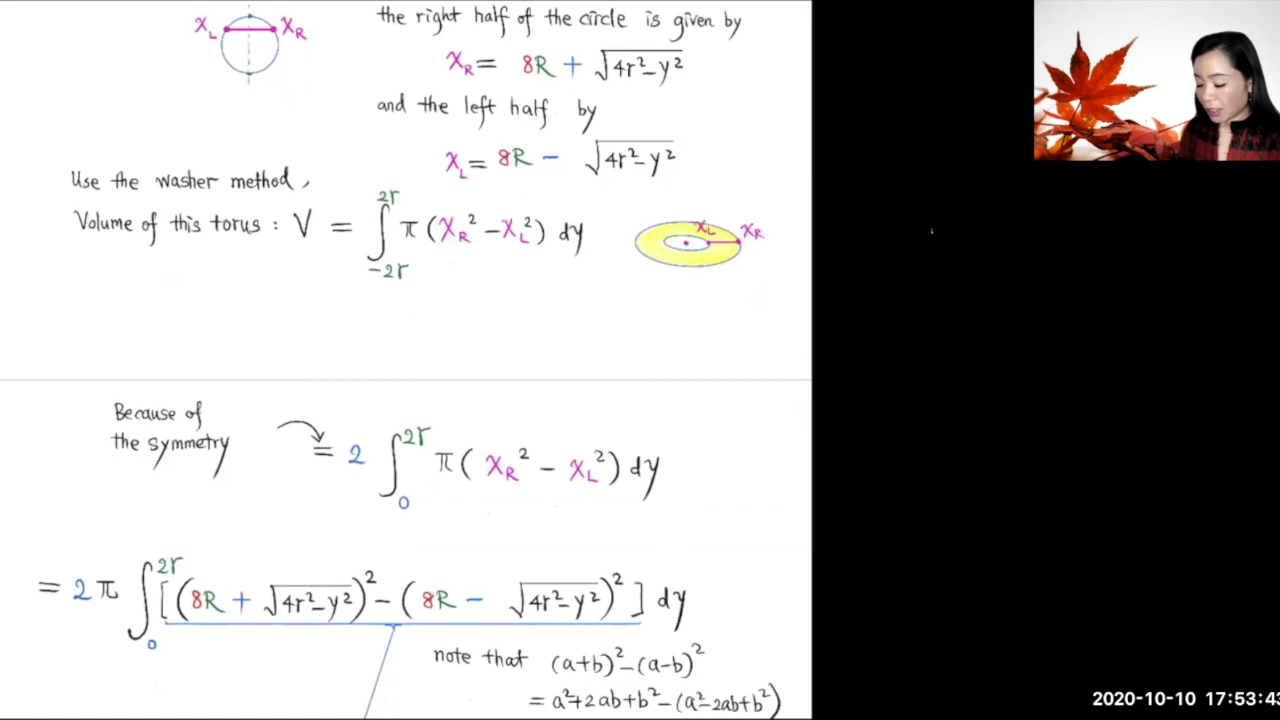 the right half of the circle is given by
x_L x_R
x_R = 8R + √(4r²-y²)
and the left half by
x_L = 8R - √(4r²-y²)
Use the washer method,
Volume of this torus : V = ∫_{-2r}^{2r} π (x_R² - x_L²) dy
x_L x_R
Because of
the symmetry
= 2 ∫_0^{2r} π ( x_R² - x_L² ) dy
= 2 π ∫_0^{2r} [ (8R + √(4r²-y²))² - ( 8R - √(4r²-y²))² ] dy
note that (a+b)²-(a-b)²
= a²+2ab+b²-(a²-2ab+b²)
2020-10-10 17:53:43